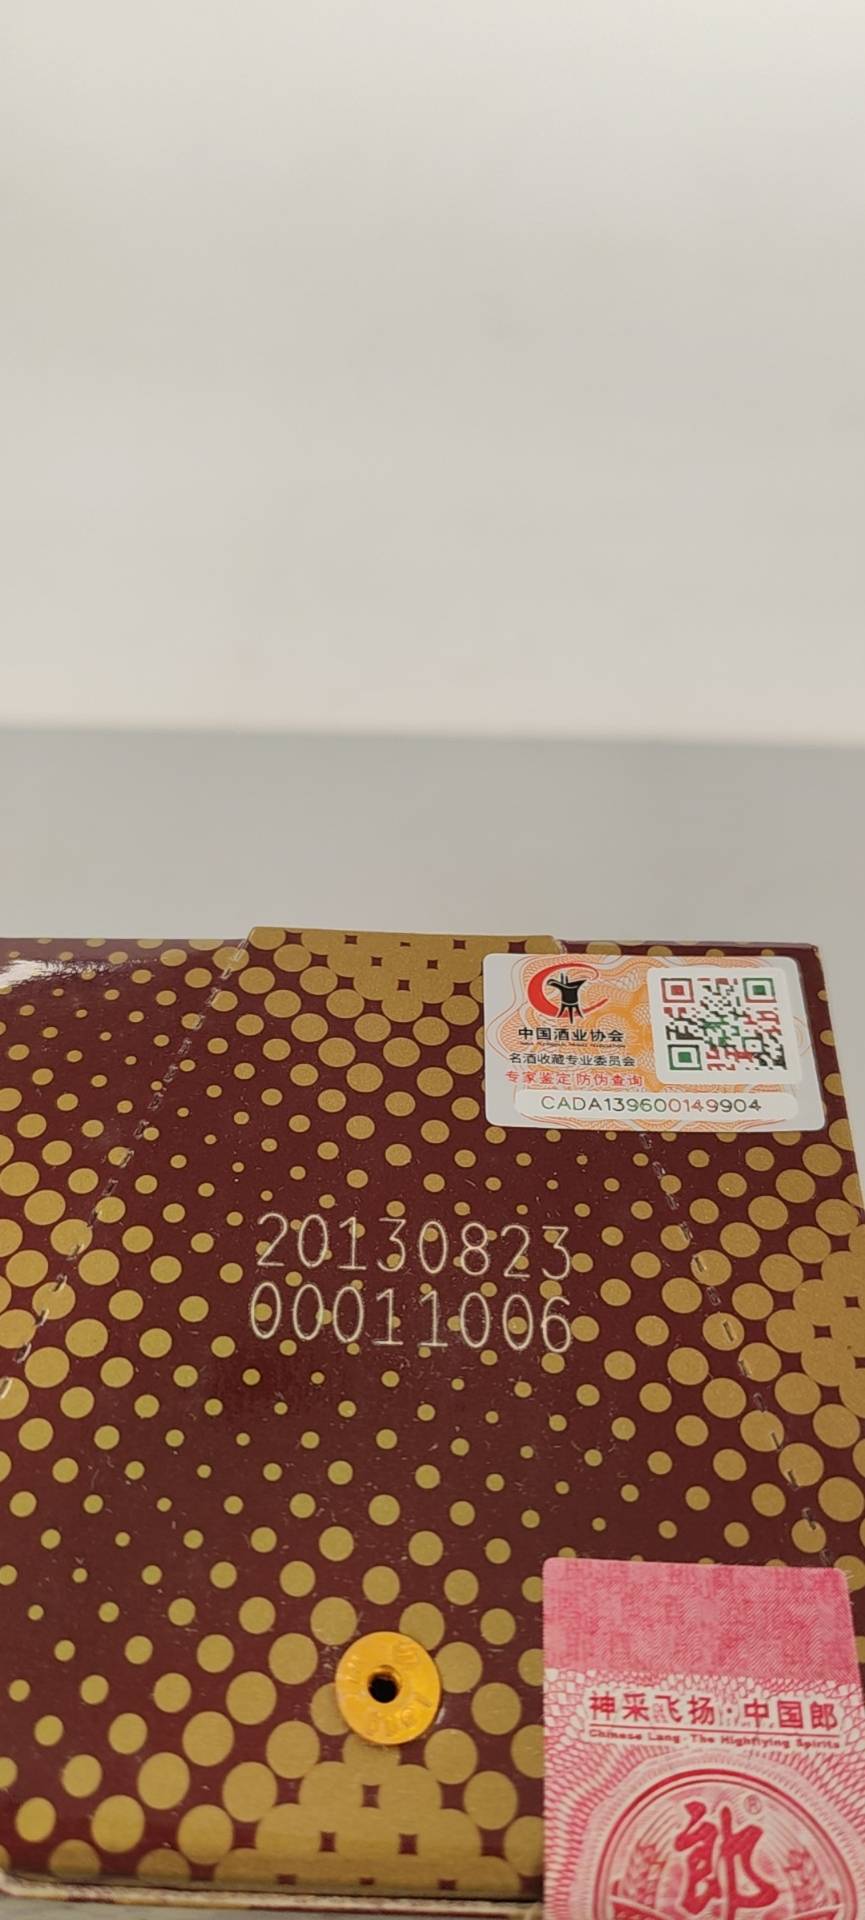 中国酒业协会
名酒收藏专业委员会
专家鉴定 防伪查询
CADA139600149904
20130823
00011006
神采飞扬·中国郎
Chinese Lang·The Highflying Spirits
郎®